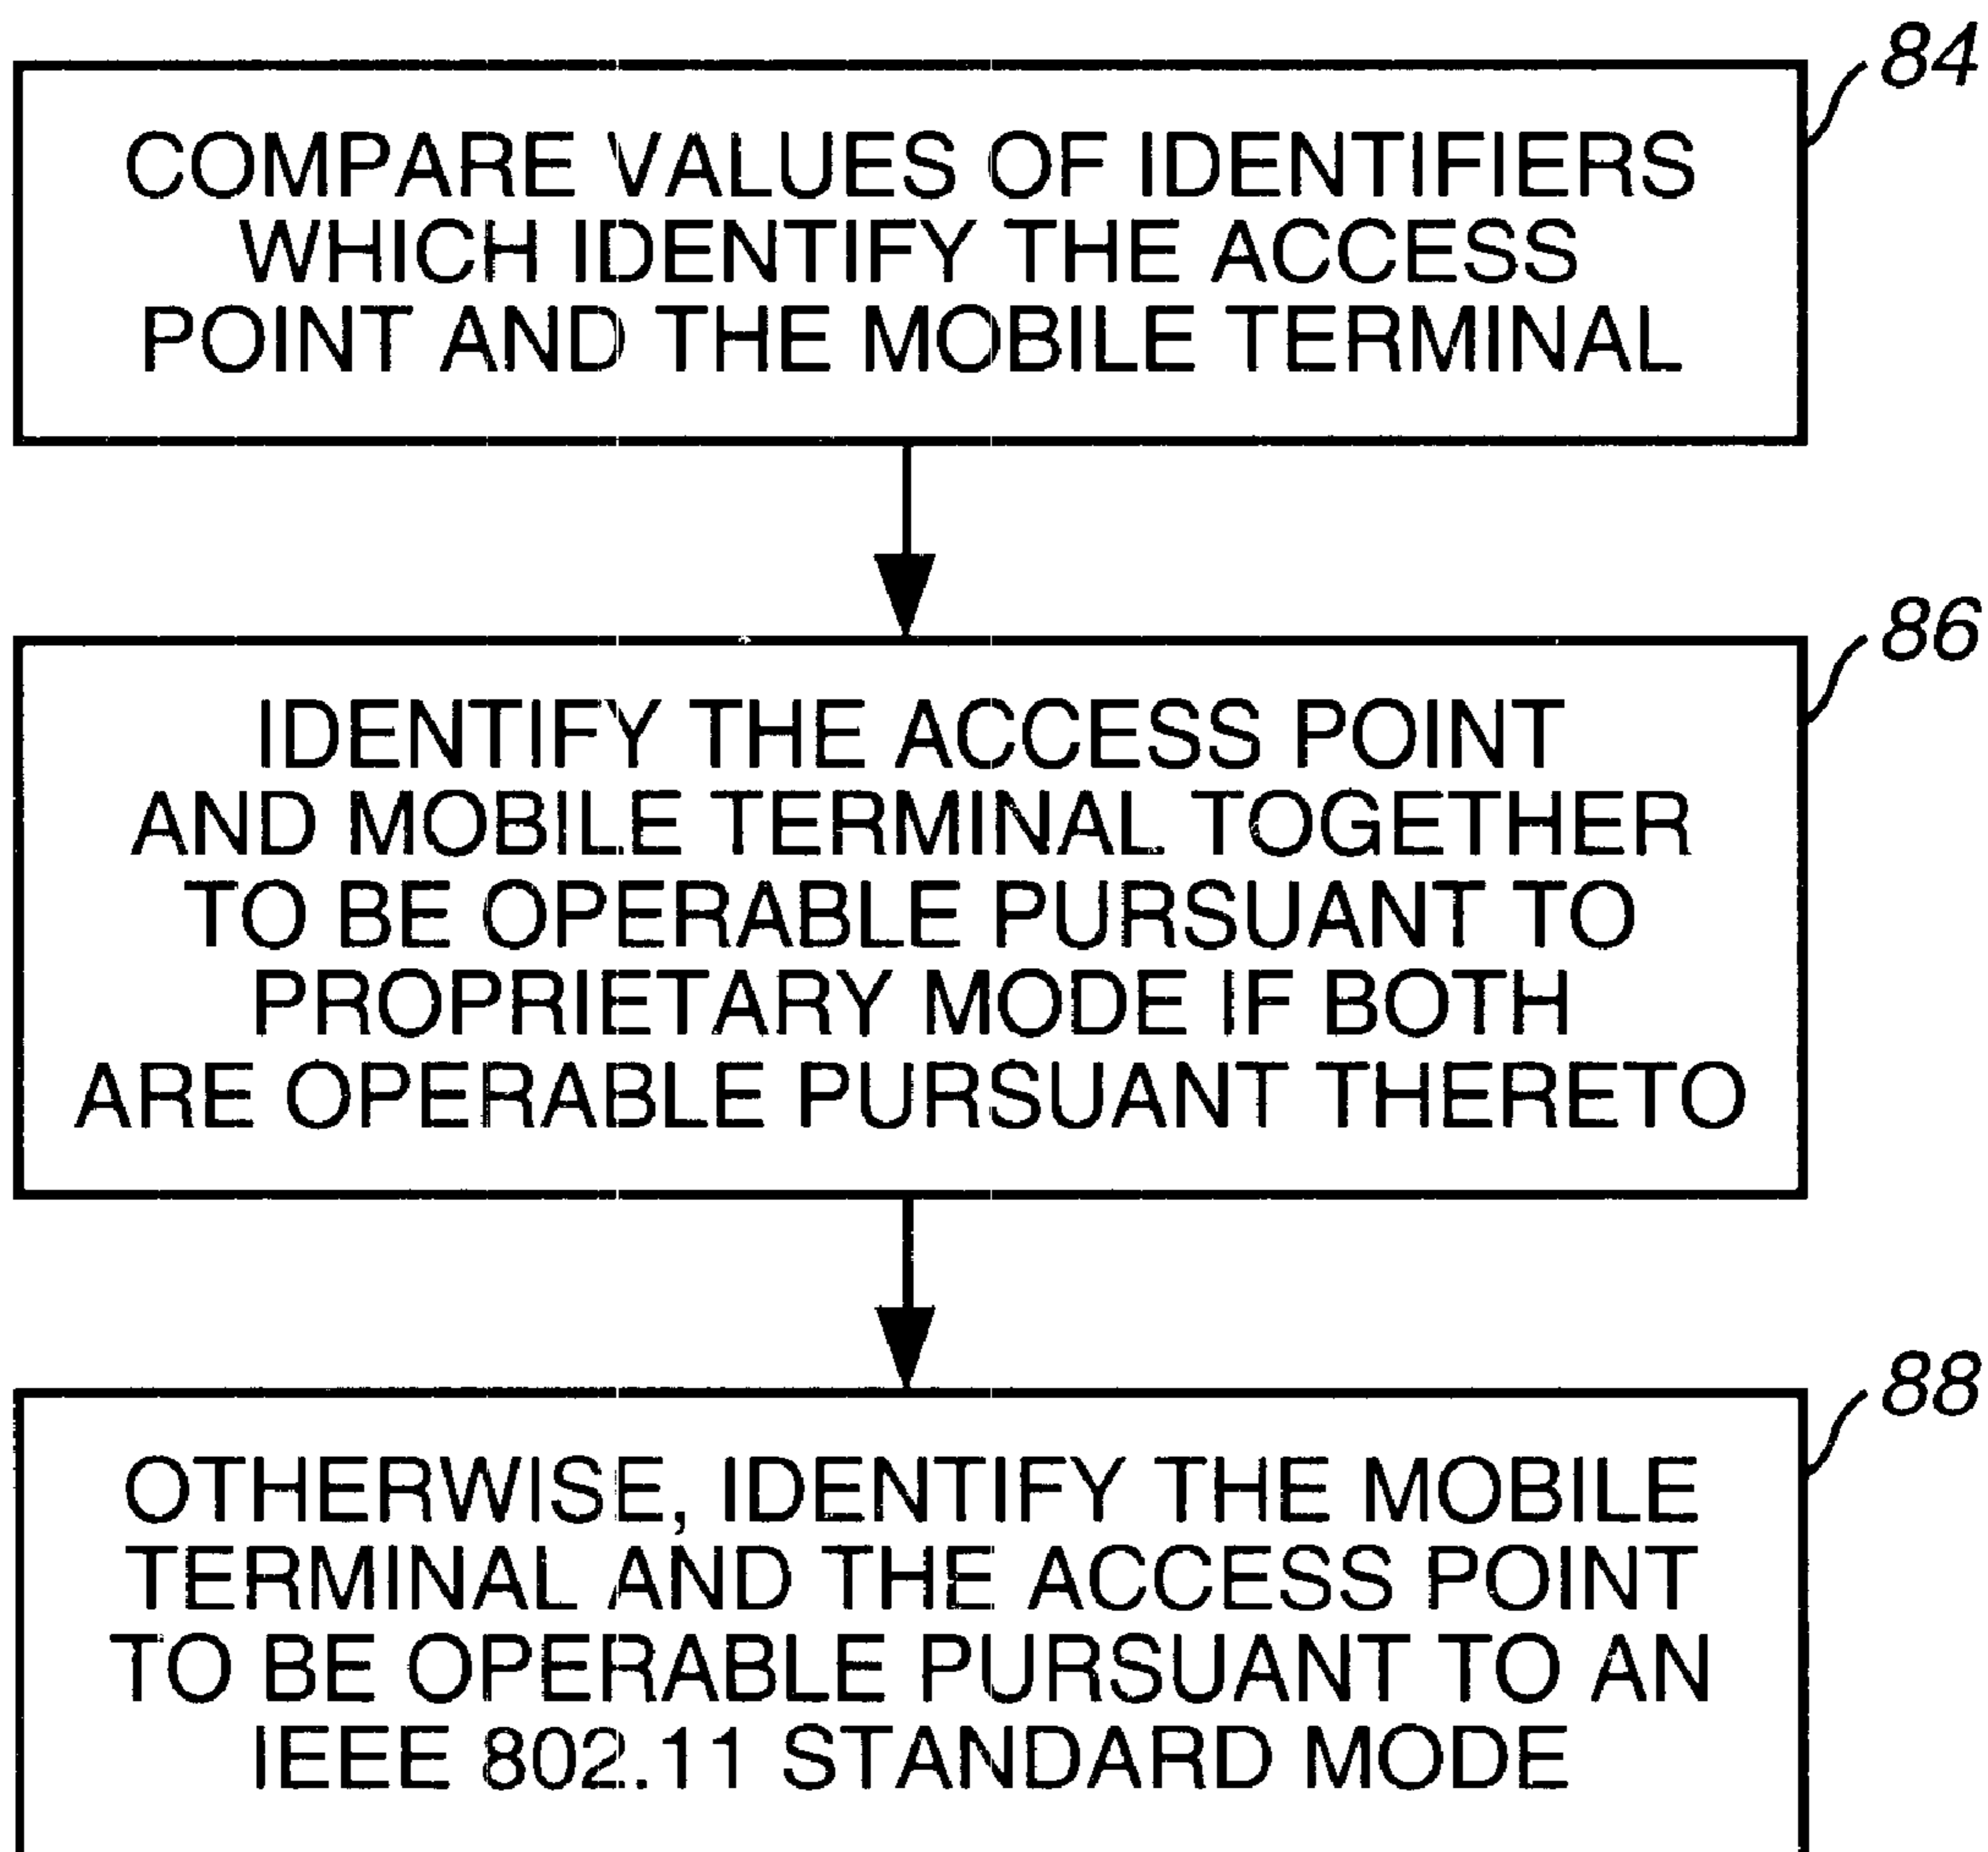 84
COMPARE VALUES OF IDENTIFIERS
WHICH IDENTIFY THE ACCESS
POINT AND THE MOBILE TERMINAL
86
IDENTIFY THE ACCESS POINT
AND MOBILE TERMINAL TOGETHER
TO BE OPERABLE PURSUANT TO
PROPRIETARY MODE IF BOTH
ARE OPERABLE PURSUANT THERETO
88
OTHERWISE, IDENTIFY THE MOBILE
TERMINAL AND THE ACCESS POINT
TO BE OPERABLE PURSUANT TO AN
IEEE 802.11 STANDARD MODE